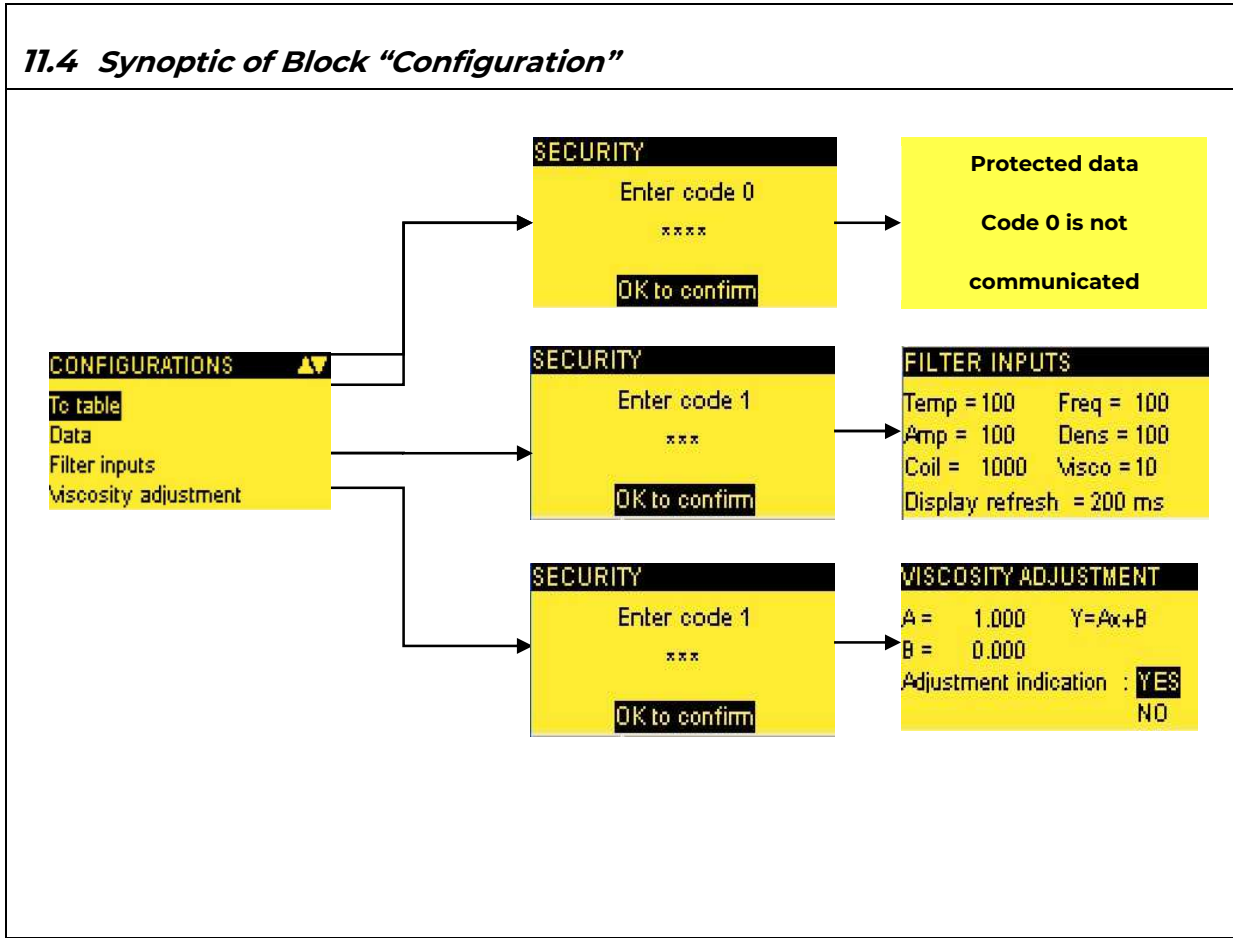 11.4 Synoptic of Block “Configuration”
SECURITY
Enter code 0
****
OK to confirm
Protected data
Code 0 is not
communicated
CONFIGURATIONS ▲▼
Tc table
Data
Filter inputs
Viscosity adjustment
SECURITY
Enter code 1
***
OK to confirm
FILTER INPUTS
Temp = 100 Freq = 100
Amp = 100 Dens = 100
Coil = 1000 Visco = 10
Display refresh = 200 ms
SECURITY
Enter code 1
***
OK to confirm
VISCOSITY ADJUSTMENT
A = 1.000 Y=Ax+B
B = 0.000
Adjustment indication : YES
NO